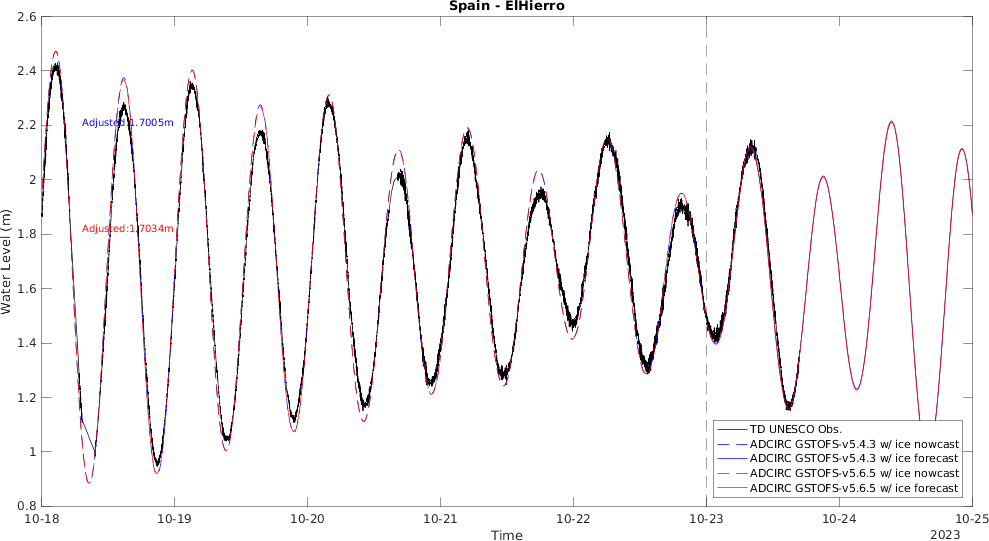 Spain - ElHierro
2.6
2.4
2.2
2
1.8
1.6
1.4
1.2
1
0.8
Water Level (m)
Adjusted:1.7005m
Adjusted:1.7034m
TD UNESCO Obs.
ADCIRC GSTOFS-v5.4.3 w/ ice nowcast
ADCIRC GSTOFS-v5.4.3 w/ ice forecast
ADCIRC GSTOFS-v5.6.5 w/ ice nowcast
ADCIRC GSTOFS-v5.6.5 w/ ice forecast
10-18 10-19 10-20 10-21 10-22 10-23 10-24 10-25
Time
2023